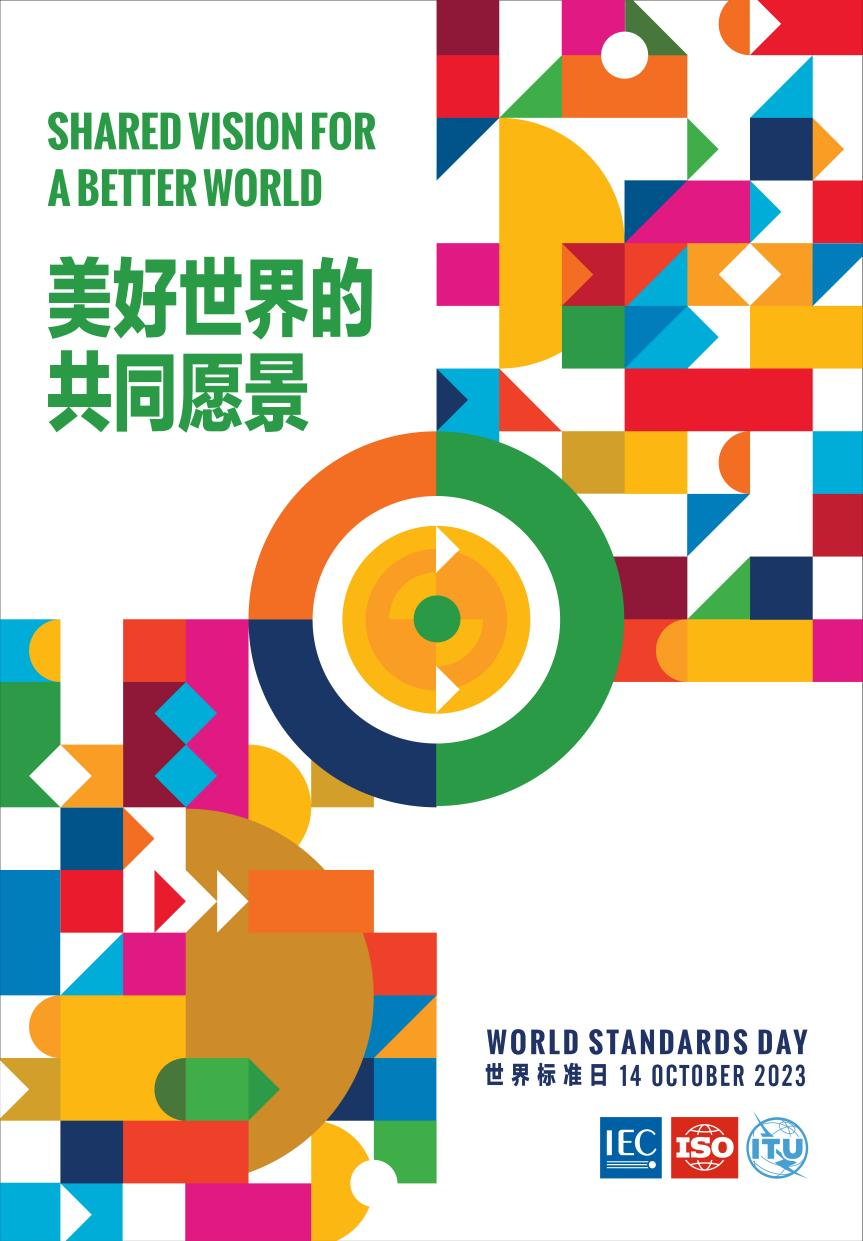 SHARED VISION FOR
A BETTER WORLD
美好世界的
共同愿景
WORLD STANDARDS DAY
世界标准日 14 OCTOBER 2023
IEC ISO ITU